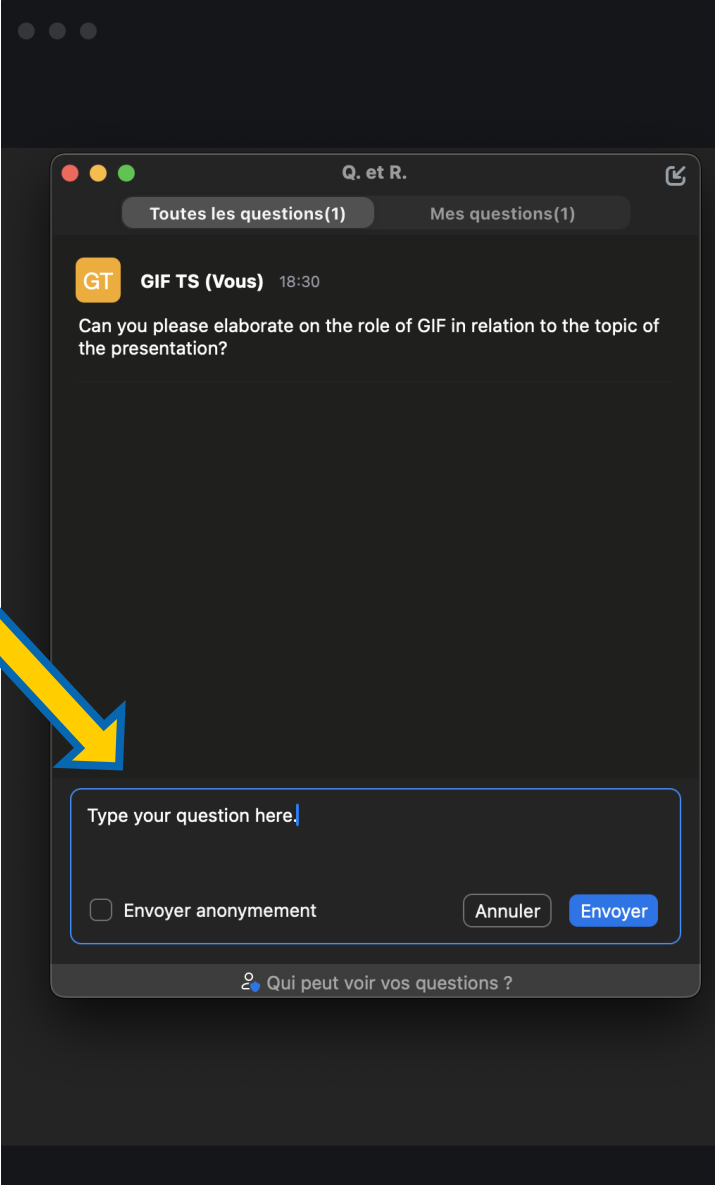 Q. et R.
Toutes les questions(1) Mes questions(1)
GT GIF TS (Vous) 18:30
Can you please elaborate on the role of GIF in relation to the topic of
the presentation?
Type your question here.
Envoyer anonymement Annuler Envoyer
Qui peut voir vos questions ?